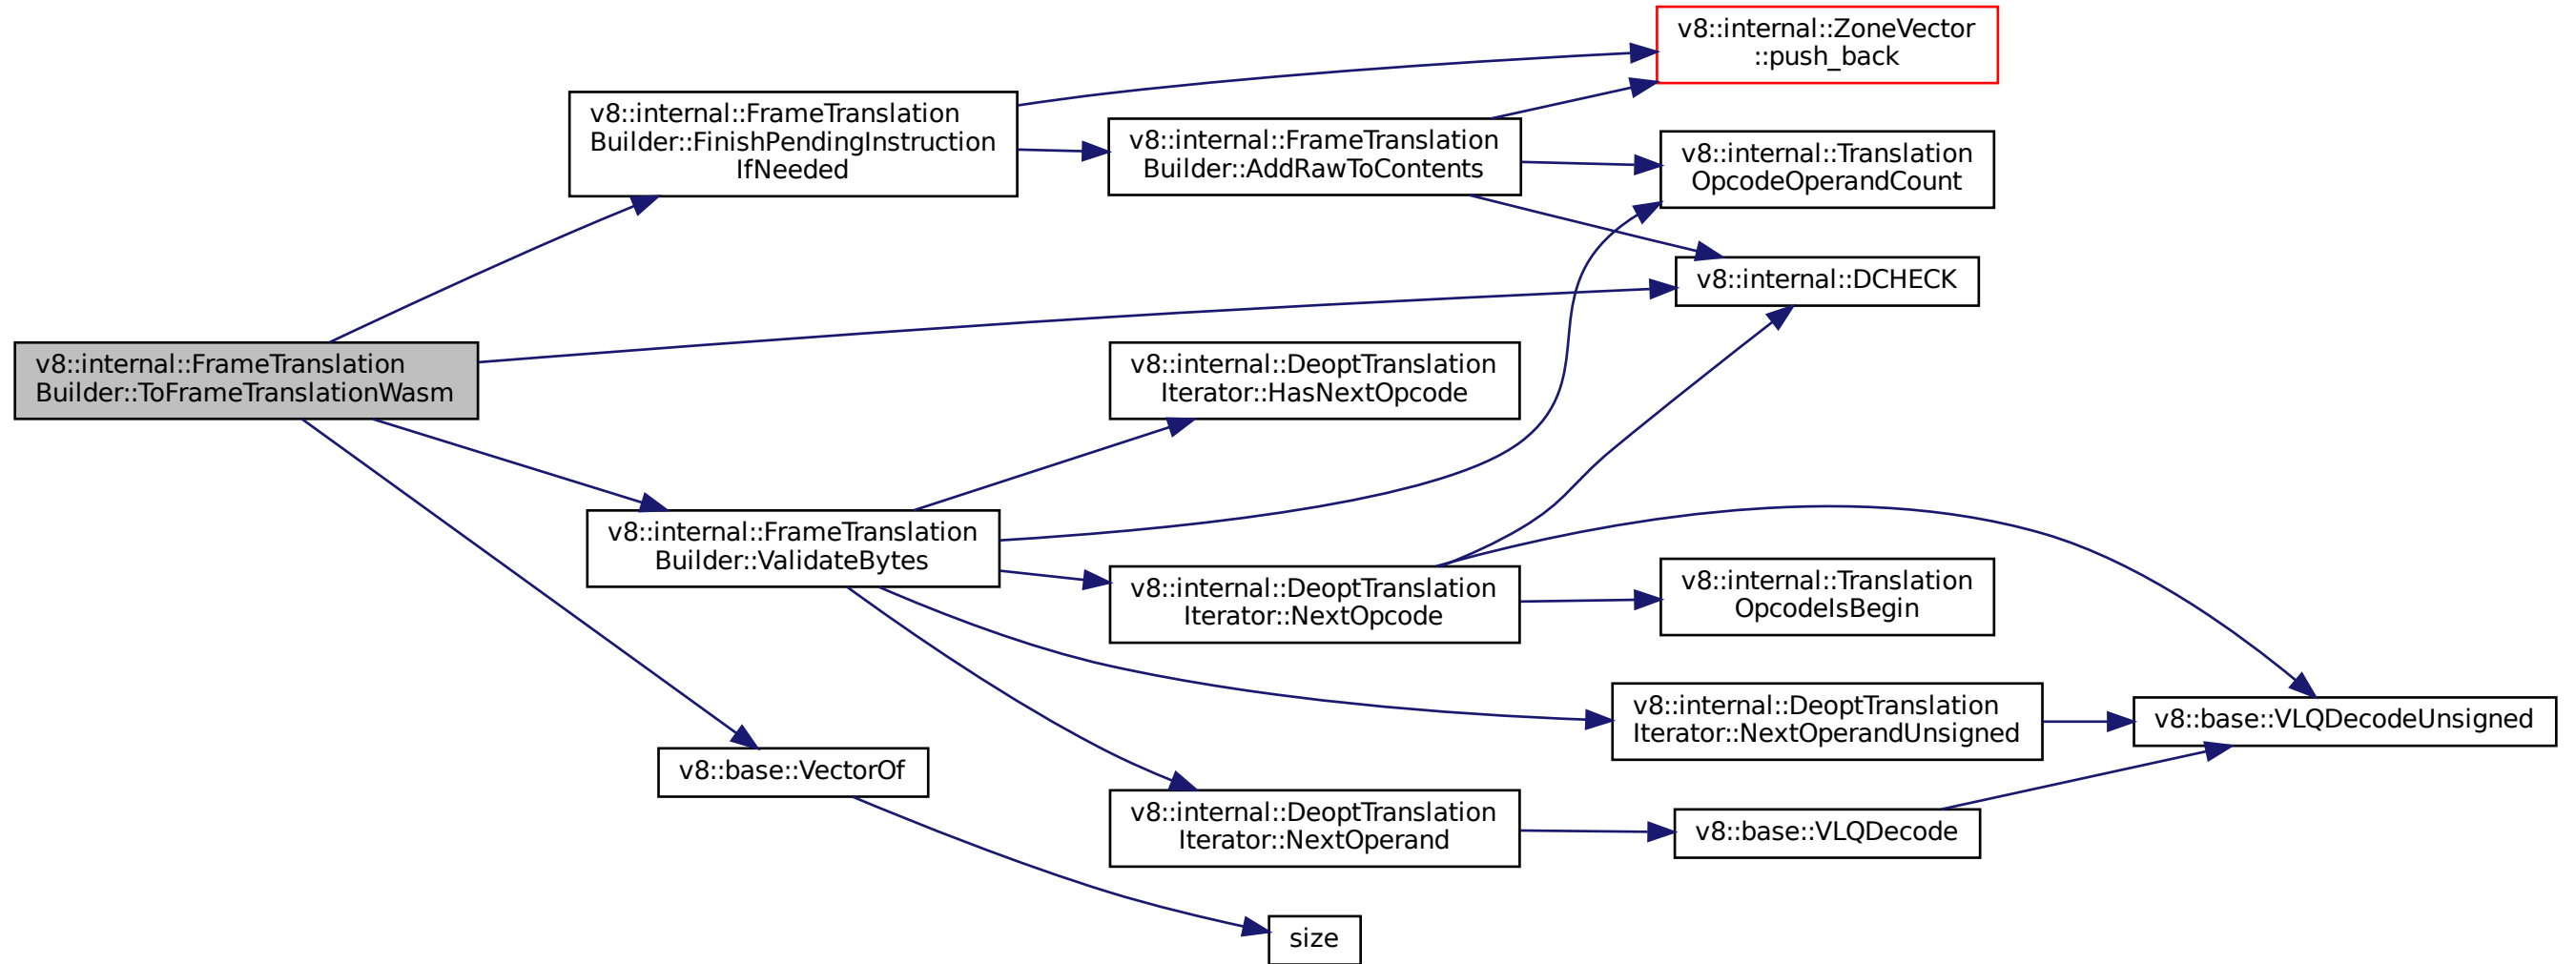 v8::internal::FrameTranslation
Builder::ToFrameTranslationWasm
v8::internal::FrameTranslation
Builder::FinishPendingInstruction
IfNeeded
v8::internal::FrameTranslation
Builder::AddRawToContents
v8::internal::ZoneVector
::push_back
v8::internal::Translation
OpcodeOperandCount
v8::internal::DCHECK
v8::internal::FrameTranslation
Builder::ValidateBytes
v8::internal::DeoptTranslation
Iterator::HasNextOpcode
v8::internal::DeoptTranslation
Iterator::NextOpcode
v8::internal::Translation
OpcodeIsBegin
v8::internal::DeoptTranslation
Iterator::NextOperandUnsigned
v8::base::VLQDecodeUnsigned
v8::internal::DeoptTranslation
Iterator::NextOperand
v8::base::VLQDecode
v8::base::VectorOf
size